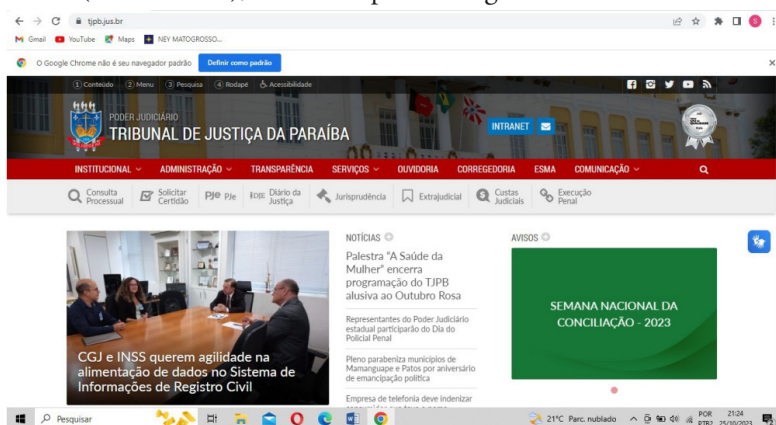 tjpb.jus.br
Gmail YouTube Maps NEY MATOGROSSO...
O Google Chrome não é seu navegador padrão Definir como padrão
1 Conteúdo 2 Menu 3 Pesquisa 4 Rodapé Acessibilidade
PODER JUDICIÁRIO
TRIBUNAL DE JUSTIÇA DA PARAÍBA
INTRANET
INSTITUCIONAL ADMINISTRAÇÃO TRANSPARÊNCIA SERVIÇOS OUVIDORIA CORREGEDORIA ESMA COMUNICAÇÃO
Consulta Processual
Solicitar Certidão
PJe PJe
Diário da Justiça
Jurisprudência
Extrajudicial
Custas Judiciais
Execução Penal
CGJ e INSS querem agilidade na
alimentação de dados no Sistema de
Informações de Registro Civil
NOTÍCIAS
Palestra “A Saúde da
Mulher” encerra
programação do TJPB
alusiva ao Outubro Rosa
Representantes do Poder Judiciário
estadual participarão do Dia do
Policial Penal
Pleno parabeniza municípios de
Mamanguape e Patos por aniversário
de emancipação política
Empresa de telefonia deve indenizar
AVISOS
SEMANA NACIONAL DA
CONCILIAÇÃO - 2023
Pesquisar
21°C Parc. nublado
POR
PTB2
21:24
25/10/2023